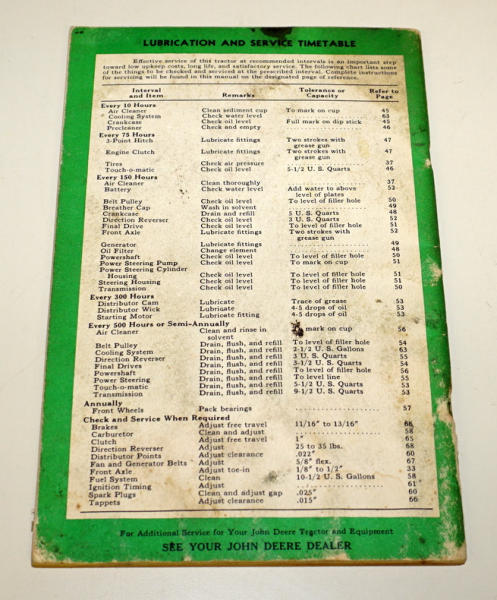 LUBRICATION AND SERVICE TIMETABLE
Effective service of this tractor at recommended intervals is an important step
toward low upkeep costs, long life, and satisfactory service. The following chart lists some
of the things to be checked and serviced at the prescribed interval. Complete instructions
for servicing will be found in this manual on the designated page of reference.
Interval and Item Remarks Tolerance or Capacity Refer to Page
Every 10 Hours
Air Cleaner Clean sediment cup To mark on cup 45
Cooling System Check water level 63
Crankcase Check oil level Full mark on dip stick 45
Precleaner Check and empty 46
Every 75 Hours
3-Point Hitch Lubricate fittings Two strokes with grease gun 47
Engine Clutch Lubricate fittings Two strokes with grease gun 47
Tires Check air pressure 37
Touch-o-matic Check oil level 5-1/2 U. S. Quarts 46
Every 150 Hours
Air Cleaner Clean thoroughly 37
Battery Check water level Add water to above level of plates 52
Belt Pulley Check oil level To level of filler hole 50
Breather Cap Wash in solvent 49
Crankcase Drain and refill 5 U. S. Quarts 48
Direction Reverser Check oil level 3 U. S. Quarts 52
Final Drive Check oil level To level of filler hole 51
Front Axle Lubricate fittings Two strokes with grease gun 52
Generator Lubricate fittings 49
Oil Filter Change element 48
Powershaft Check oil level To level of filler hole 50
Power Steering Pump Check oil level To mark on cup 51
Power Steering Cylinder
Housing Check oil level To level of filler hole 51
Steering Housing Check oil level To level of filler hole 51
Transmission Check oil level To level of filler hole 50
Every 300 Hours
Distributor Cam Lubricate Trace of grease 53
Distributor Wick Lubricate 4-5 drops of oil 53
Starting Motor Lubricate fitting 4-5 drops of oil 53
Every 500 Hours or Semi-Annually
Air Cleaner Clean and rinse in solvent To mark on cup 56
Belt Pulley Drain, flush, and refill To level of filler hole 54
Cooling System Drain, flush, and refill 2-1/2 U. S. Gallons 63
Direction Reverser Drain, flush, and refill 3 U. S. Quarts 55
Final Drives Drain, flush, and refill 3-1/2 U. S. Quarts 54
Powershaft Drain, flush, and refill To level of filler hole 56
Power Steering Drain, flush, and refill To level line 55
Touch-o-matic Drain, flush, and refill 5-1/2 U. S. Quarts 53
Transmission Drain, flush, and refill 9-1/2 U. S. Quarts 53
Annually
Front Wheels Pack bearings 57
Check and Service When Required
Brakes Adjust free travel 11/16" to 13/16" 66
Carburetor Clean and adjust 58
Clutch Adjust free travel 1" 65
Direction Reverser Adjust 25 to 35 lbs. 68
Distributor Points Adjust clearance .022" 60
Fan and Generator Belts Adjust 5/8" flex. 67
Front Axle Adjust toe-in 1/8" to 1/2" 33
Fuel System Clean 10-1/2 U. S. Gallons 58
Ignition Timing Adjust 61
Spark Plugs Clean and adjust gap .025" 60
Tappets Adjust clearance .015" 66
For Additional Service for Your John Deere Tractor and Equipment
SEE YOUR JOHN DEERE DEALER